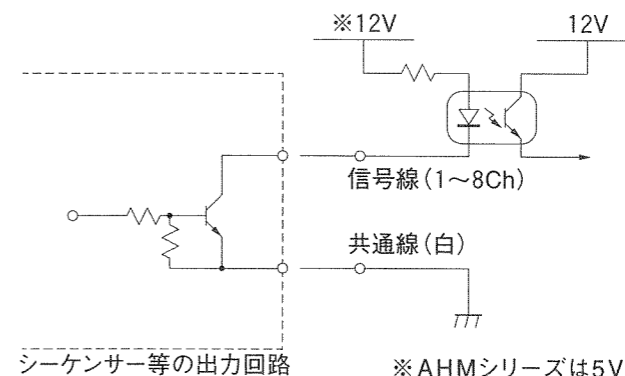 ※12V
12V
信号線(1〜8Ch)
共通線(白)
シーケンサー等の出力回路
※AHMシリーズは5V